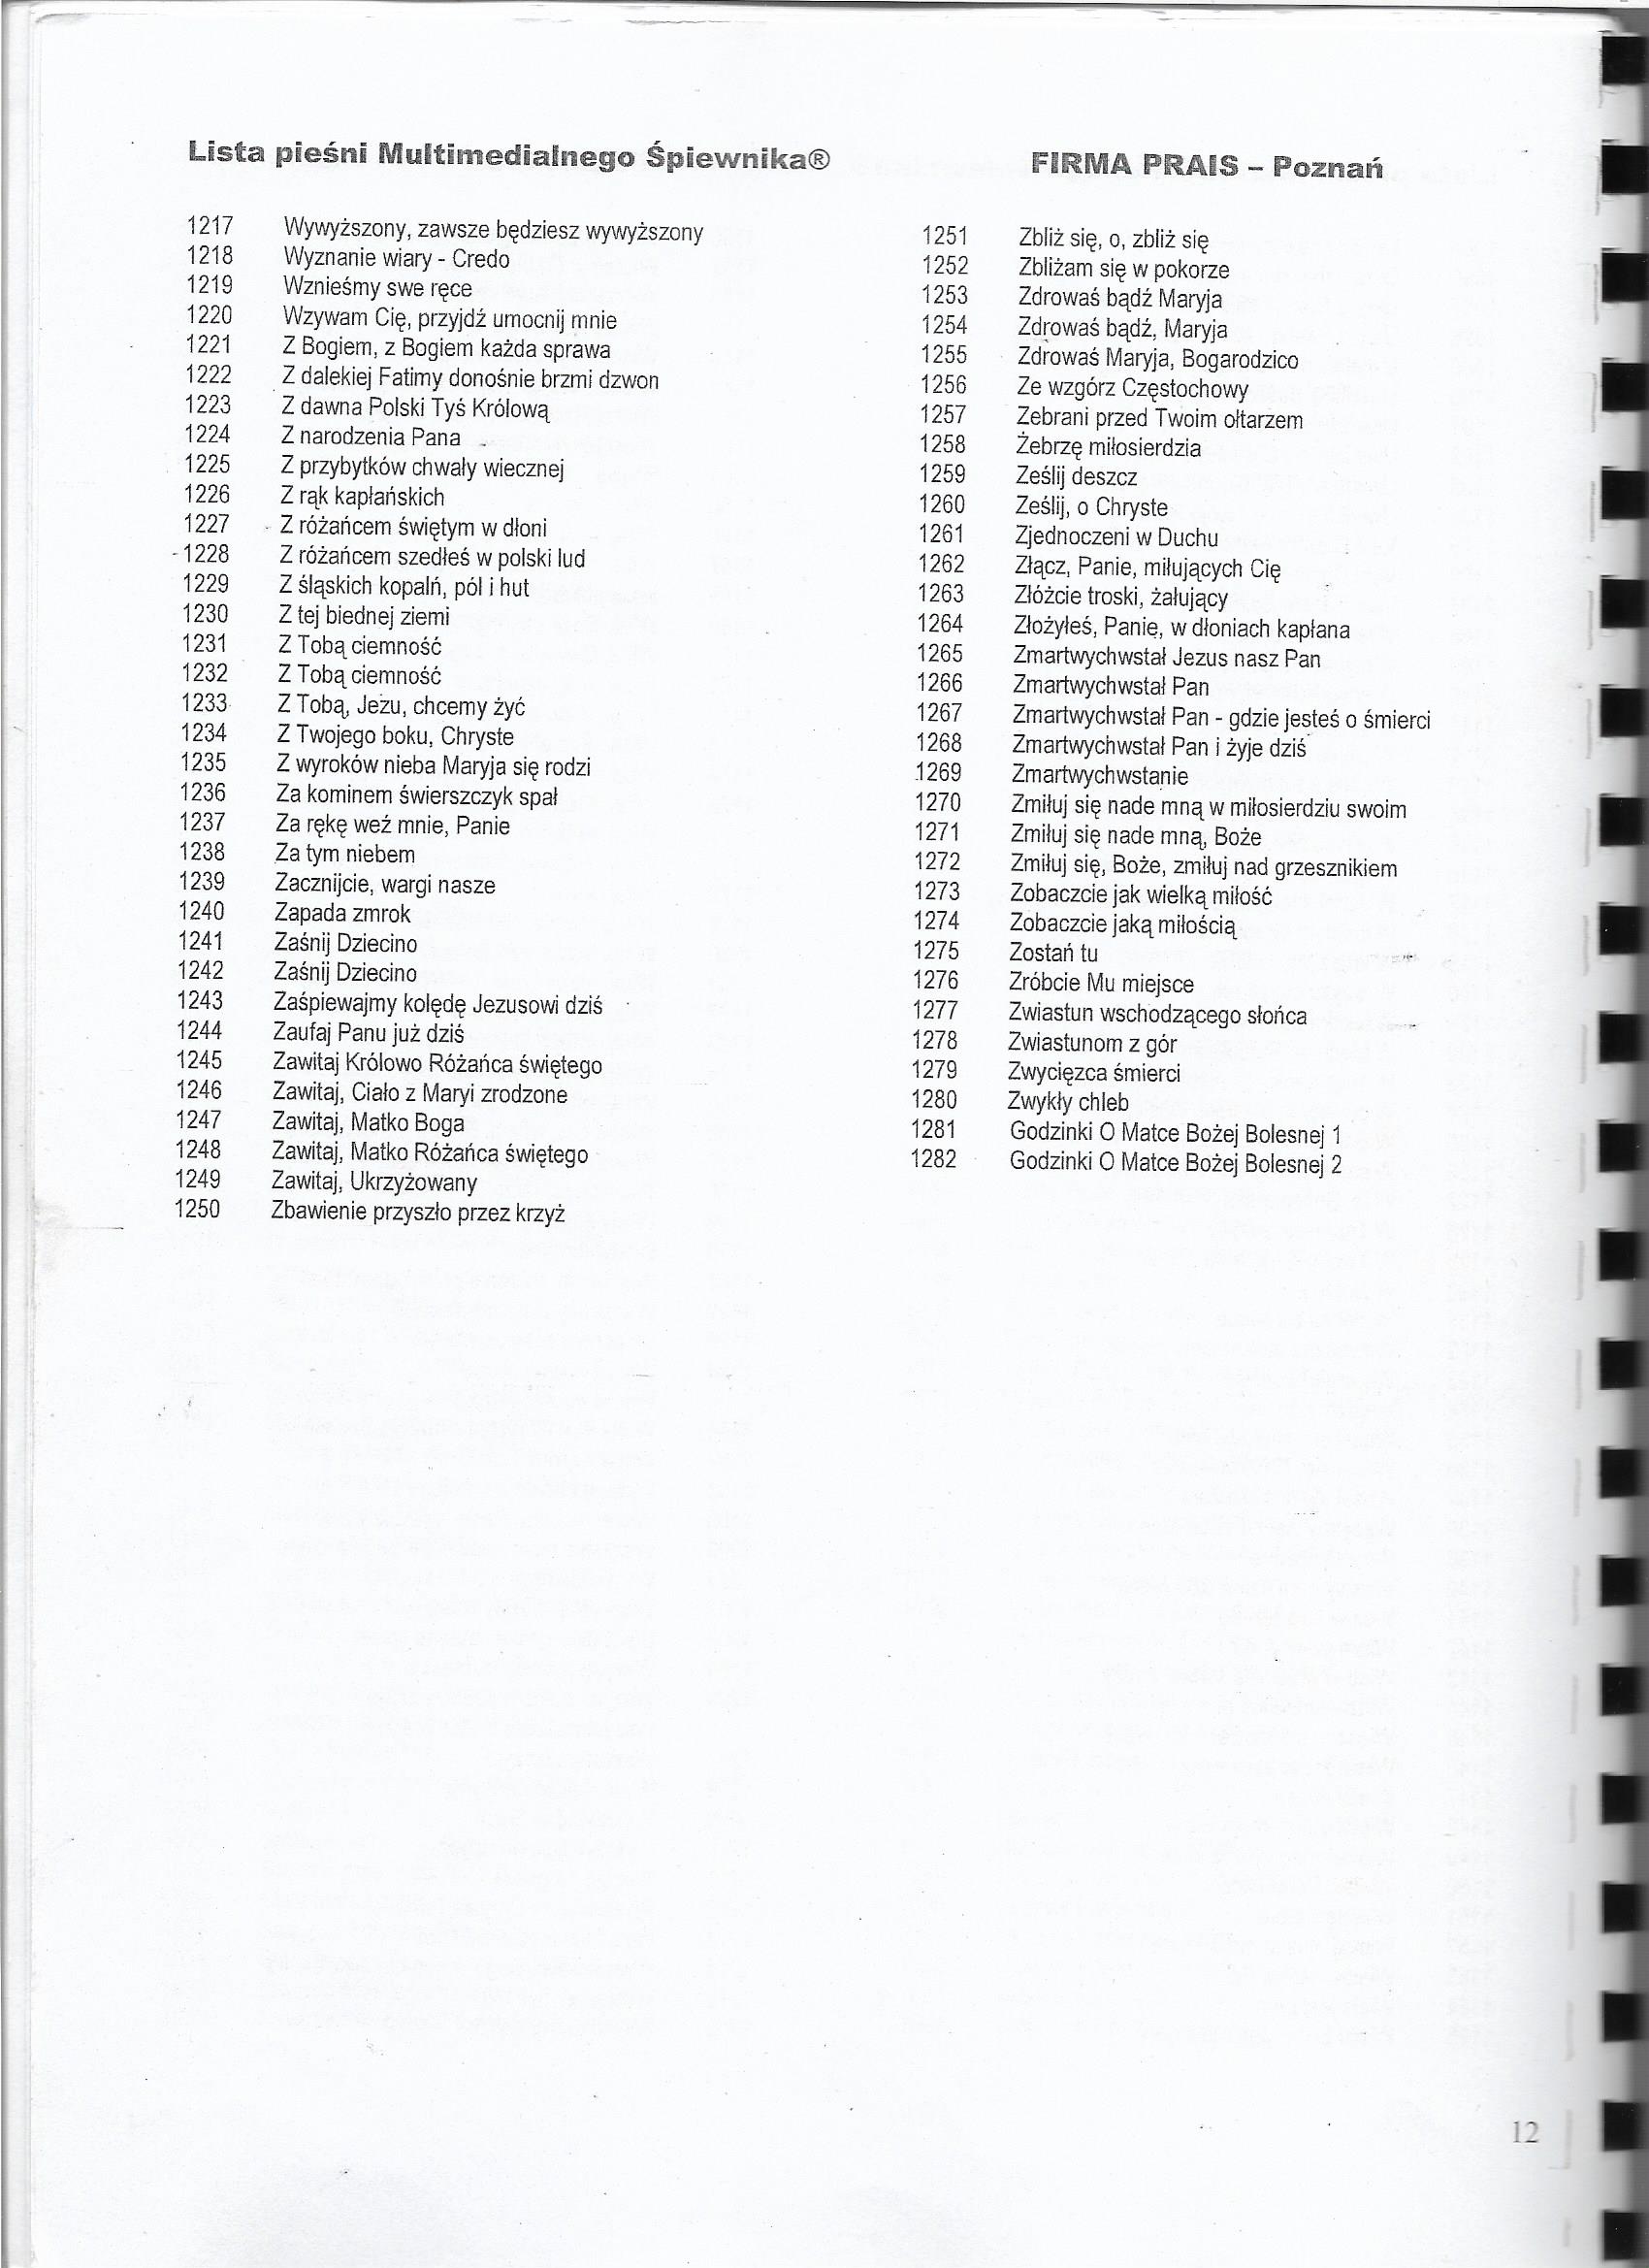 Lista pieśni Multimedialnego Śpiewnika®
FIRMA PRAIS – Poznań
1217 Wywyższony, zawsze będziesz wywyższony
1218 Wyznanie wiary - Credo
1219 Wznieśmy swe ręce
1220 Wzywam Cię, przyjdź umocnij mnie
1221 Z Bogiem, z Bogiem każda sprawa
1222 Z dalekiej Fatimy donośnie brzmi dzwon
1223 Z dawna Polski Tyś Królową
1224 Z narodzenia Pana
1225 Z przybytków chwały wiecznej
1226 Z rąk kapłańskich
1227 Z różańcem świętym w dłoni
1228 Z różańcem szedłeś w polski lud
1229 Z śląskich kopalń, pól i hut
1230 Z tej biednej ziemi
1231 Z Tobą ciemność
1232 Z Tobą ciemność
1233 Z Tobą, Jezu, chcemy żyć
1234 Z Twojego boku, Chryste
1235 Z wyroków nieba Maryja się rodzi
1236 Za kominem świerszczyk spał
1237 Za rękę weź mnie, Panie
1238 Za tym niebem
1239 Zacznijcie, wargi nasze
1240 Zapada zmrok
1241 Zaśnij Dziecino
1242 Zaśnij Dziecino
1243 Zaśpiewajmy kolędę Jezusowi dziś
1244 Zaufaj Panu już dziś
1245 Zawitaj Królowo Różańca świętego
1246 Zawitaj, Ciało z Maryi zrodzone
1247 Zawitaj, Matko Boga
1248 Zawitaj, Matko Różańca świętego
1249 Zawitaj, Ukrzyżowany
1250 Zbawienie przyszło przez krzyż
1251 Zbliż się, o, zbliż się
1252 Zbliżam się w pokorze
1253 Zdrowaś bądź Maryja
1254 Zdrowaś bądź, Maryja
1255 Zdrowaś Maryja, Bogarodzico
1256 Ze wzgórz Częstochowy
1257 Zebrani przed Twoim ołtarzem
1258 Żebrzę miłosierdzia
1259 Ześlij deszcz
1260 Ześlij, o Chryste
1261 Zjednoczeni w Duchu
1262 Złącz, Panie, miłujących Cię
1263 Złóżcie troski, żałujący
1264 Złożyłeś, Panie, w dłoniach kapłana
1265 Zmartwychwstał Jezus nasz Pan
1266 Zmartwychwstał Pan
1267 Zmartwychwstał Pan - gdzie jesteś o śmierci
1268 Zmartwychwstał Pan i żyje dziś
1269 Zmartwychwstanie
1270 Zmiłuj się nade mną w miłosierdziu swoim
1271 Zmiłuj się nade mną, Boże
1272 Zmiłuj się, Boże, zmiłuj nad grzesznikiem
1273 Zobaczcie jak wielką miłość
1274 Zobaczcie jaką miłością
1275 Zostań tu
1276 Zróbcie Mu miejsce
1277 Zwiastun wschodzącego słońca
1278 Zwiastunom z gór
1279 Zwycięzca śmierci
1280 Zwykły chleb
1281 Godzinki O Matce Bożej Bolesnej 1
1282 Godzinki O Matce Bożej Bolesnej 2
12